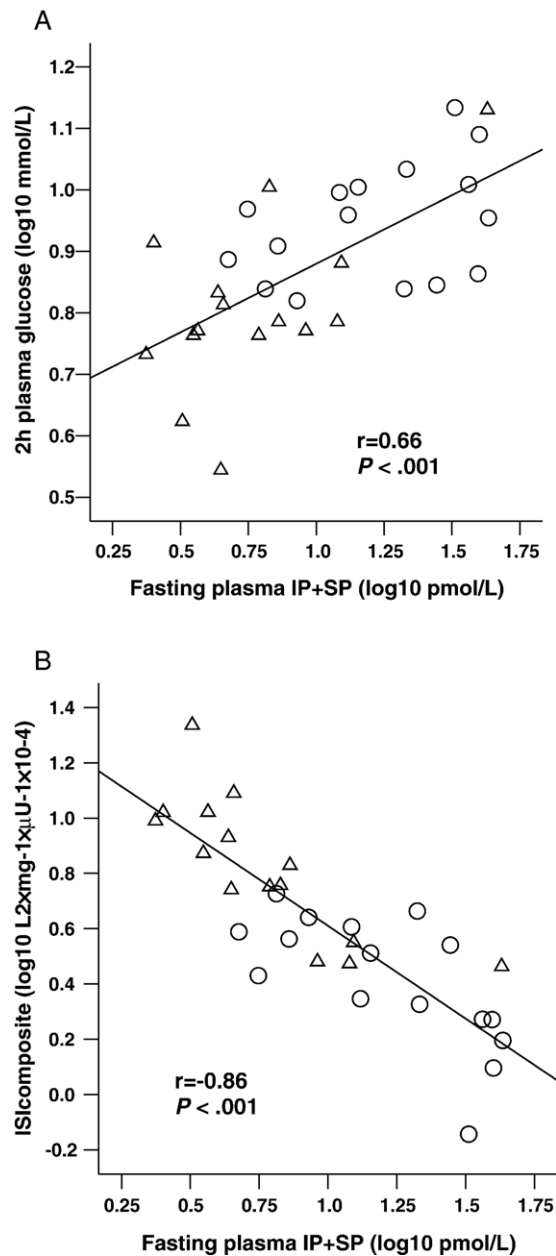 A
2h plasma glucose (log10 mmol/L)
1.2
1.1
1.0
0.9
0.8
0.7
0.6
0.5
r=0.66
P < .001
0.25 0.5 0.75 1.0 1.25 1.5 1.75
Fasting plasma IP+SP (log10 pmol/L)
B
ISIcomposite (log10 L2xmg-1xµU-1x10-4)
1.4
1.2
1.0
0.8
0.6
0.4
0.2
0.0
-0.2
r=-0.86
P < .001
0.25 0.5 0.75 1.0 1.25 1.5 1.75
Fasting plasma IP+SP (log10 pmol/L)